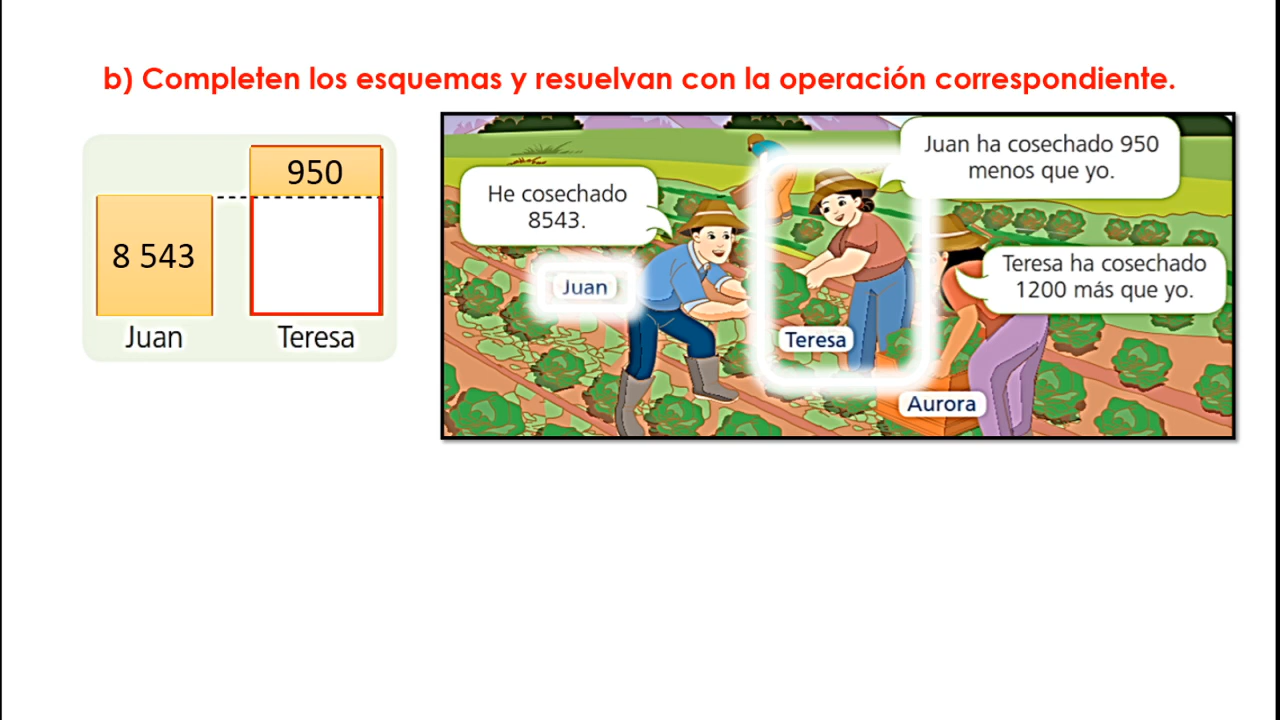 b) Completen los esquemas y resuelvan con la operación correspondiente.
950
8 543
Juan
Teresa
He cosechado
8543.
Juan ha cosechado 950
menos que yo.
Teresa ha cosechado
1200 más que yo.
Juan
Teresa
Aurora